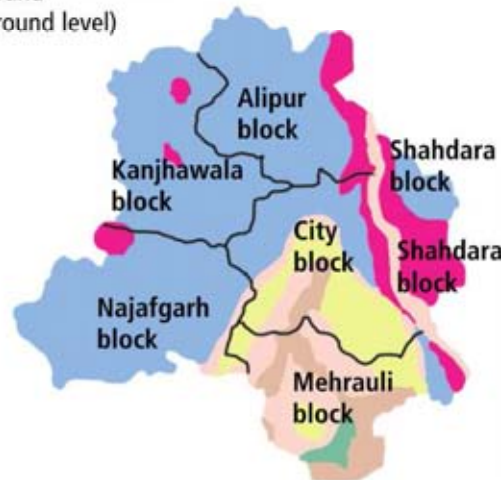 round level)
Alipur
block
Kanjhawala
block
Shahdara
block
City
block
Shahdara
block
Najafgarh
block
Mehrauli
block